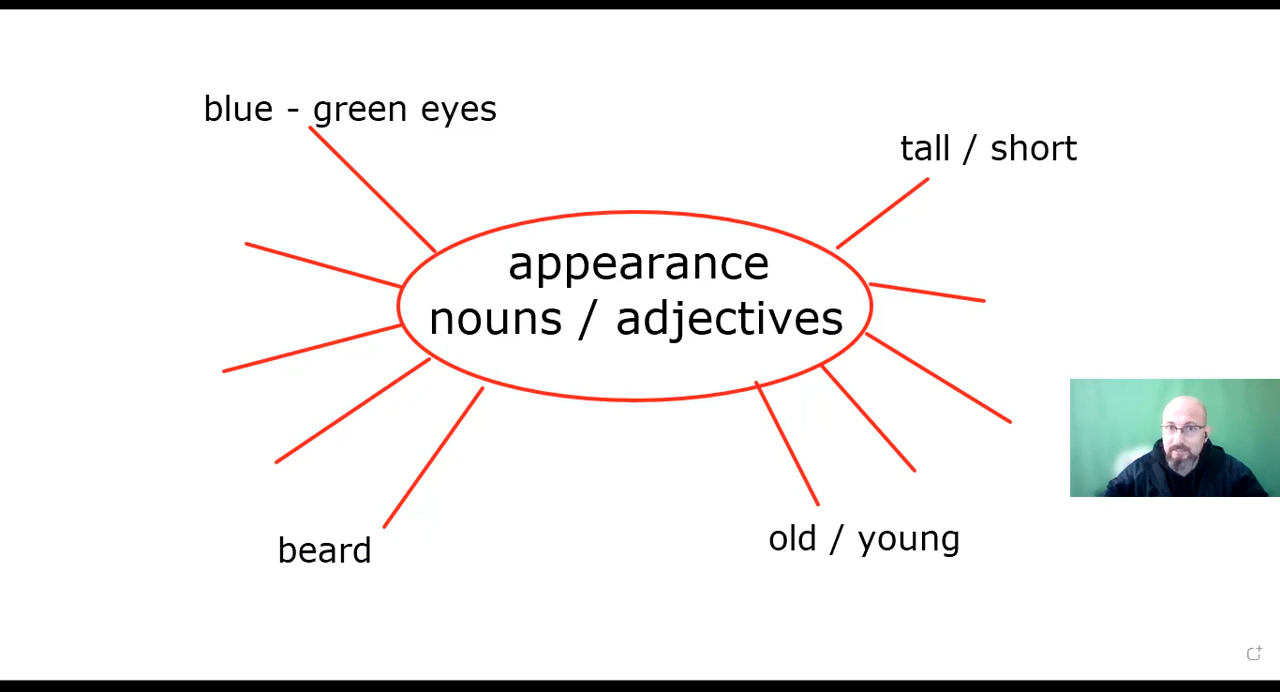 blue - green eyes
tall / short
appearance
nouns / adjectives
beard
old / young